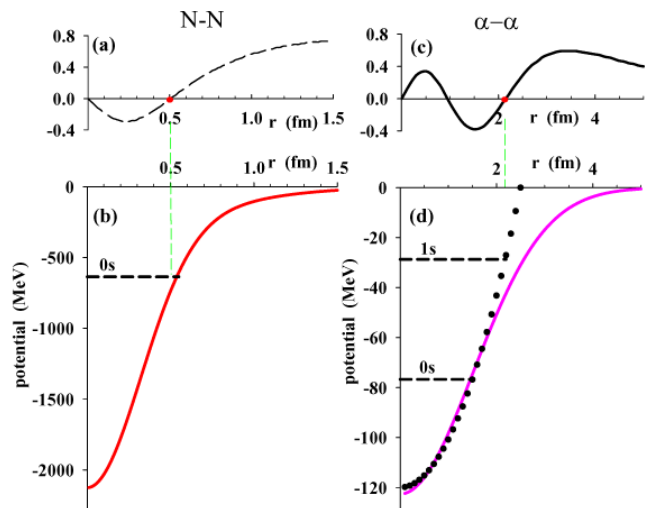 N-N
α−α
(a)
0.8
0.4
0.0
-0.4
0.5
1.0
1.5
r (fm)
(c)
0.8
0.4
0.0
-0.4
2
r (fm) 4
r (fm)
0.5
1.0
1.5
r (fm)
2
4
(b)
0
-500
-1000
-1500
-2000
potential (MeV)
0s
(d)
0
-20
-40
-60
-80
-100
-120
potential (MeV)
1s
0s